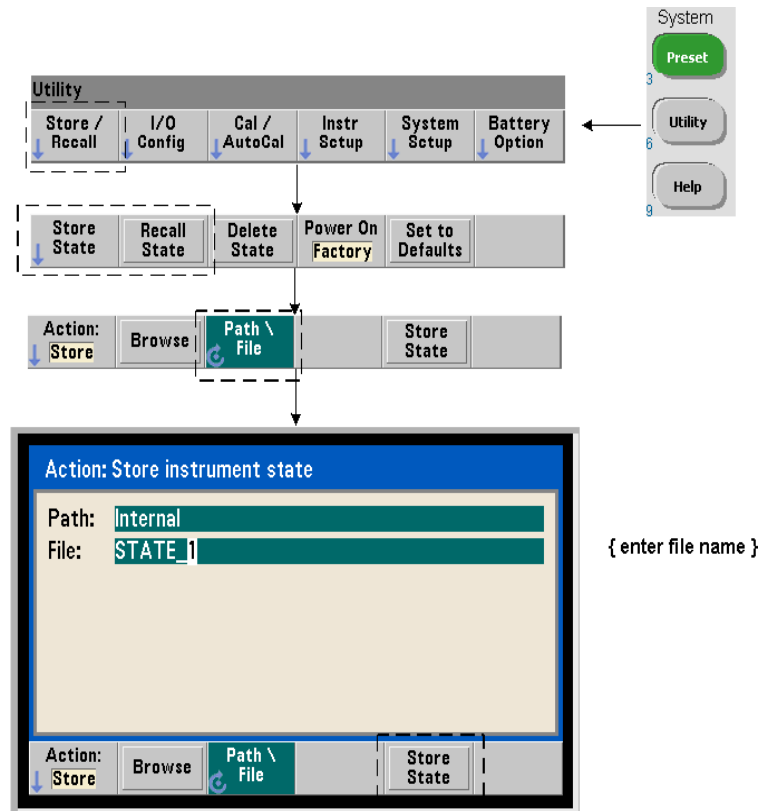 System
Preset
3
Utility
6
Help
9
Utility
Store / Recall
I/O Config
Cal / AutoCal
Instr Setup
System Setup
Battery Option
Store State
Recall State
Delete State
Power On Factory
Set to Defaults
Action: Store
Browse
Path \ File
Store State
Action: Store instrument state
Path: Internal
File: STATE_1
{ enter file name }
Action: Store
Browse
Path \ File
Store State